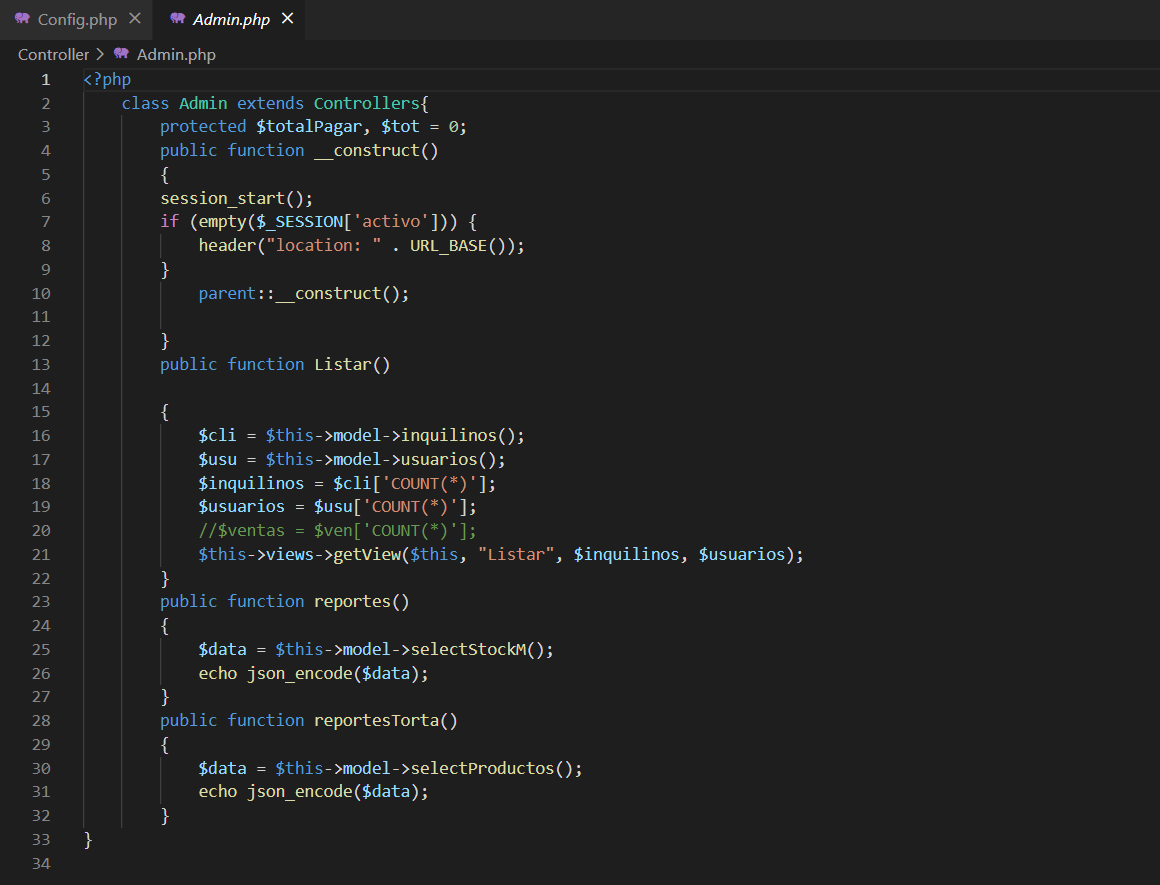 Config.php ×
Admin.php ×
Controller > Admin.php
1 <?php
2     class Admin extends Controllers{
3         protected $totalPagar, $tot = 0;
4         public function __construct()
5         {
6         session_start();
7         if (empty($_SESSION['activo'])) {
8             header("location: " . URL_BASE());
9         }
10             parent::__construct();
11
12         }
13         public function Listar()
14
15         {
16             $cli = $this->model->inquilinos();
17             $usu = $this->model->usuarios();
18             $inquilinos = $cli['COUNT(*)'];
19             $usuarios = $usu['COUNT(*)'];
20             //$ventas = $ven['COUNT(*)'];
21             $this->views->getView($this, "Listar", $inquilinos, $usuarios);
22         }
23         public function reportes()
24         {
25             $data = $this->model->selectStockM();
26             echo json_encode($data);
27         }
28         public function reportesTorta()
29         {
30             $data = $this->model->selectProductos();
31             echo json_encode($data);
32         }
33 }
34